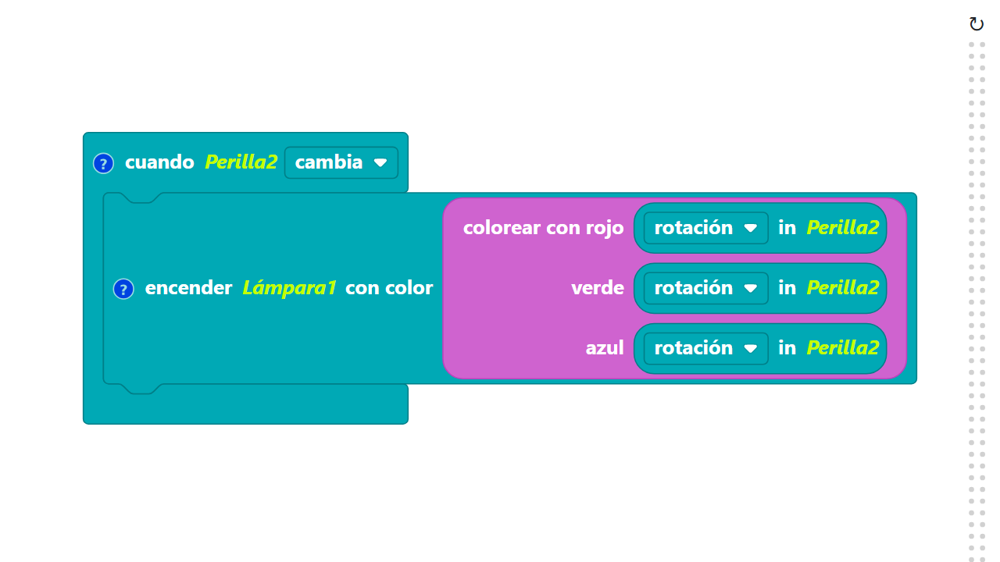 ? cuando Perilla2 cambia
colorear con rojo rotación in Perilla2
? encender Lámpara1 con color verde rotación in Perilla2
azul rotación in Perilla2